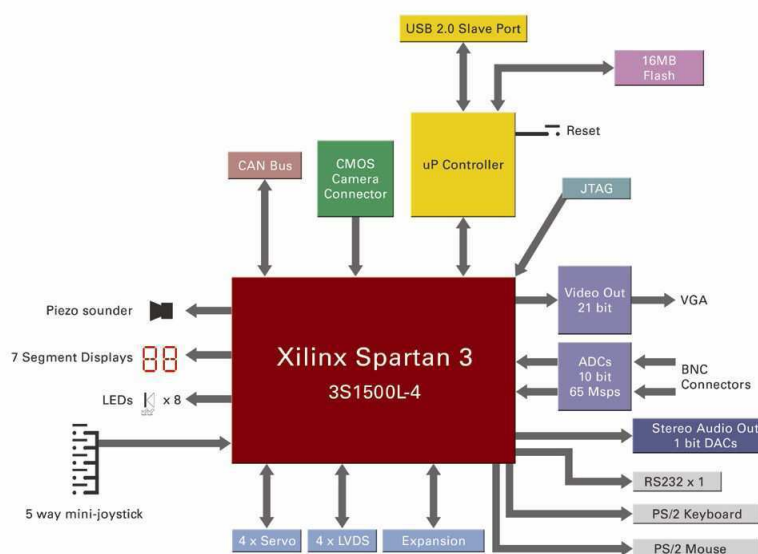 USB 2.0 Slave Port
16MB
Flash
Reset
uP Controller
CAN Bus
CMOS
Camera
Connector
JTAG
Piezo sounder
Video Out
21 bit
VGA
7 Segment Displays
88
Xilinx Spartan 3
3S1500L-4
ADCs
10 bit
65 Msps
BNC
Connectors
LEDs
x 8
Stereo Audio Out
1 bit DACs
RS232 x 1
5 way mini-joystick
PS/2 Keyboard
4 x Servo
4 x LVDS
Expansion
PS/2 Mouse